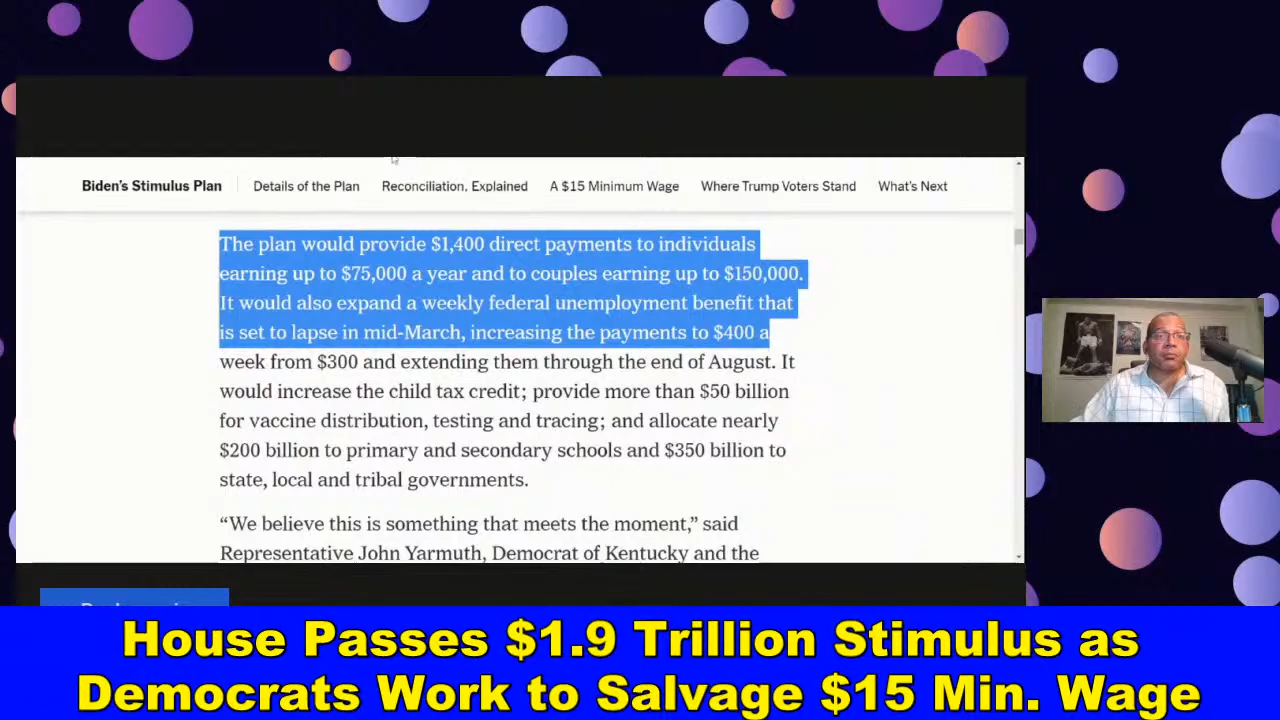 Biden's Stimulus Plan Details of the Plan Reconciliation, Explained A $15 Minimum Wage Where Trump Voters Stand What's Next
The plan would provide $1,400 direct payments to individuals
earning up to $75,000 a year and to couples earning up to $150,000.
It would also expand a weekly federal unemployment benefit that
is set to lapse in mid-March, increasing the payments to $400 a
week from $300 and extending them through the end of August. It
would increase the child tax credit; provide more than $50 billion
for vaccine distribution, testing and tracing; and allocate nearly
$200 billion to primary and secondary schools and $350 billion to
state, local and tribal governments.
“We believe this is something that meets the moment,” said
Representative John Yarmuth, Democrat of Kentucky and the
House Passes $1.9 Trillion Stimulus as
Democrats Work to Salvage $15 Min. Wage